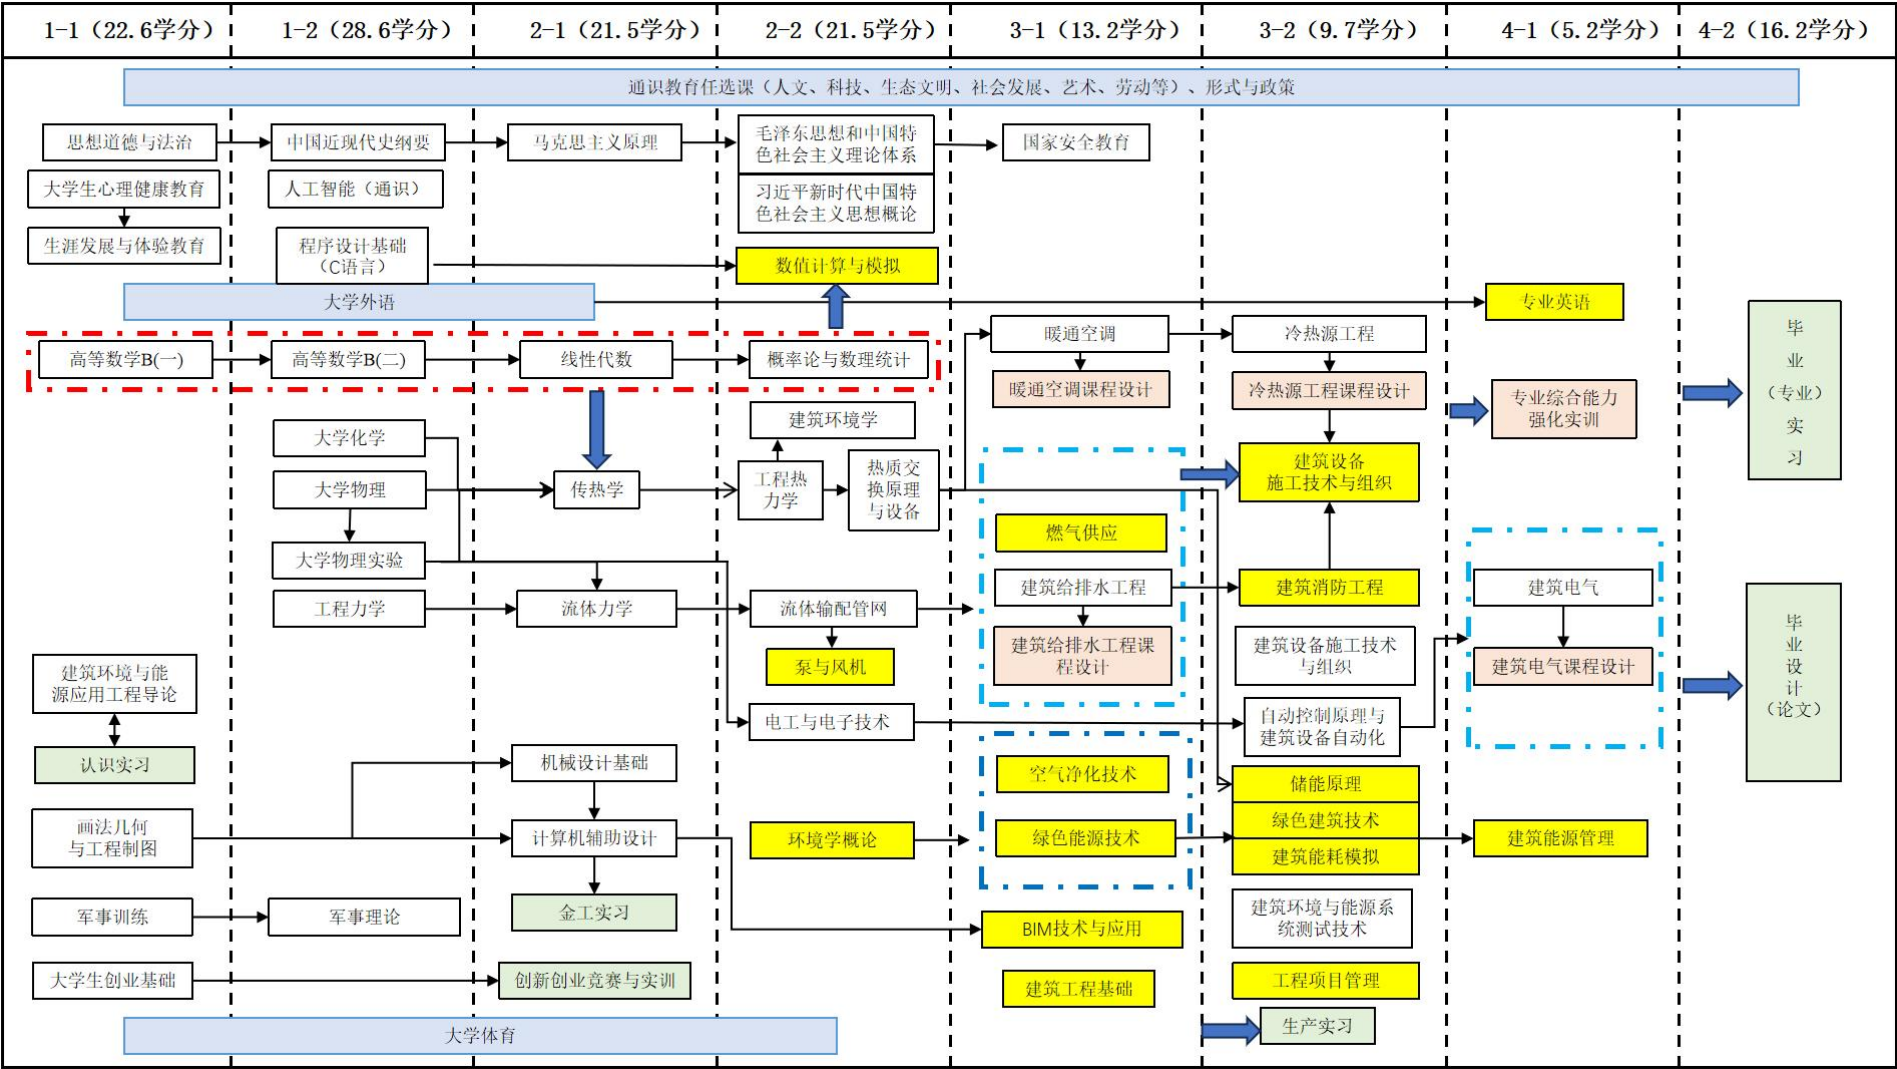 1-1（22.6学分）
1-2（28.6学分）
2-1（21.5学分）
2-2（21.5学分）
3-1（13.2学分）
3-2（9.7学分）
4-1（5.2学分）
4-2（16.2学分）
通识教育任选课（人文、科技、生态文明、社会发展、艺术、劳动等）、形式与政策
思想道德与法治
中国近现代史纲要
马克思主义原理
毛泽东思想和中国特
色社会主义理论体系
国家安全教育
大学生心理健康教育
人工智能（通识）
习近平新时代中国特
色社会主义思想概论
生涯发展与体验教育
程序设计基础
（C语言）
数值计算与模拟
大学外语
专业英语
高等数学B(一)
高等数学B(二)
线性代数
概率论与数理统计
暖通空调
冷热源工程
暖通空调课程设计
冷热源工程课程设计
专业综合能力
强化实训
毕
业
（专业）
实
习
大学化学
建筑环境学
大学物理
传热学
工程热
力学
热质交
换原理
与设备
建筑设备
施工技术与组织
燃气供应
大学物理实验
工程力学
流体力学
流体输配管网
泵与风机
建筑给排水工程
建筑给排水工程课
程设计
建筑消防工程
建筑设备施工技术
与组织
建筑电气
建筑电气课程设计
毕
业
设
计
（论文）
建筑环境与能
源应用工程导论
认识实习
电工与电子技术
自动控制原理与
建筑设备自动化
机械设计基础
空气净化技术
储能原理
画法几何
与工程制图
计算机辅助设计
环境学概论
绿色能源技术
绿色建筑技术
建筑能耗模拟
建筑能源管理
军事训练
军事理论
金工实习
BIM技术与应用
建筑环境与能源系
统测试技术
大学生创业基础
创新创业竞赛与实训
建筑工程基础
工程项目管理
大学体育
生产实习